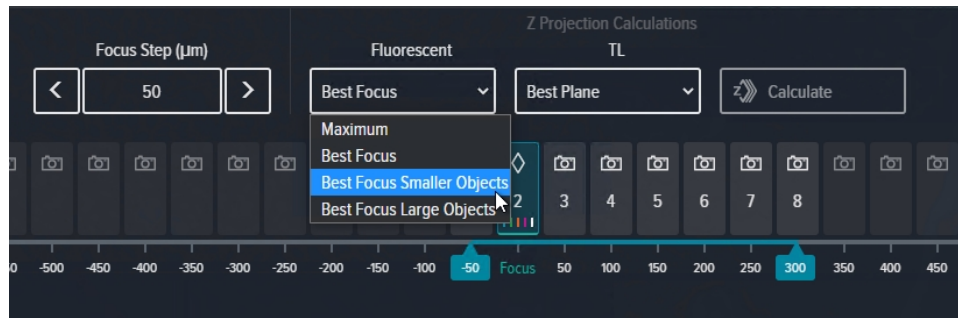 Z Projection Calculations
Focus Step (µm)
Fluorescent
TL
50
Best Focus
Best Plane
Z
Calculate
Maximum
Best Focus
Best Focus Smaller Objects
Best Focus Large Objects
2 3 4 5 6 7 8
-500 -450 -400 -350 -300 -250 -200 -150 -100 -50 Focus 50 100 150 200 250 300 350 400 450